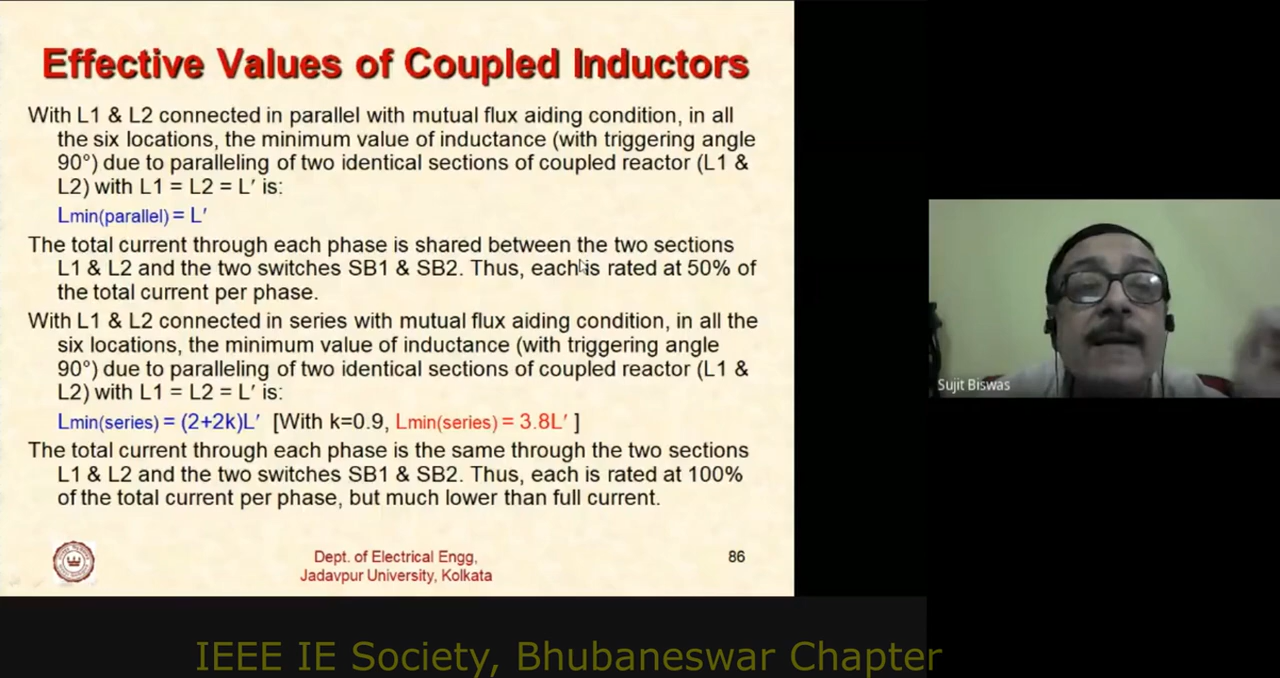 Effective Values of Coupled Inductors
With L1 & L2 connected in parallel with mutual flux aiding condition, in all
the six locations, the minimum value of inductance (with triggering angle
90°) due to paralleling of two identical sections of coupled reactor (L1 &
L2) with L1 = L2 = L′ is:
Lmin(parallel) = L′
The total current through each phase is shared between the two sections
L1 & L2 and the two switches SB1 & SB2. Thus, each is rated at 50% of
the total current per phase.
With L1 & L2 connected in series with mutual flux aiding condition, in all the
six locations, the minimum value of inductance (with triggering angle
90°) due to paralleling of two identical sections of coupled reactor (L1 &
L2) with L1 = L2 = L′ is:
Lmin(series) = (2+2k)L′ [With k=0.9, Lmin(series) = 3.8L′ ]
The total current through each phase is the same through the two sections
L1 & L2 and the two switches SB1 & SB2. Thus, each is rated at 100%
of the total current per phase, but much lower than full current.
Dept. of Electrical Engg,
Jadavpur University, Kolkata
86
Sujit Biswas
IEEE IE Society, Bhubaneswar Chapter